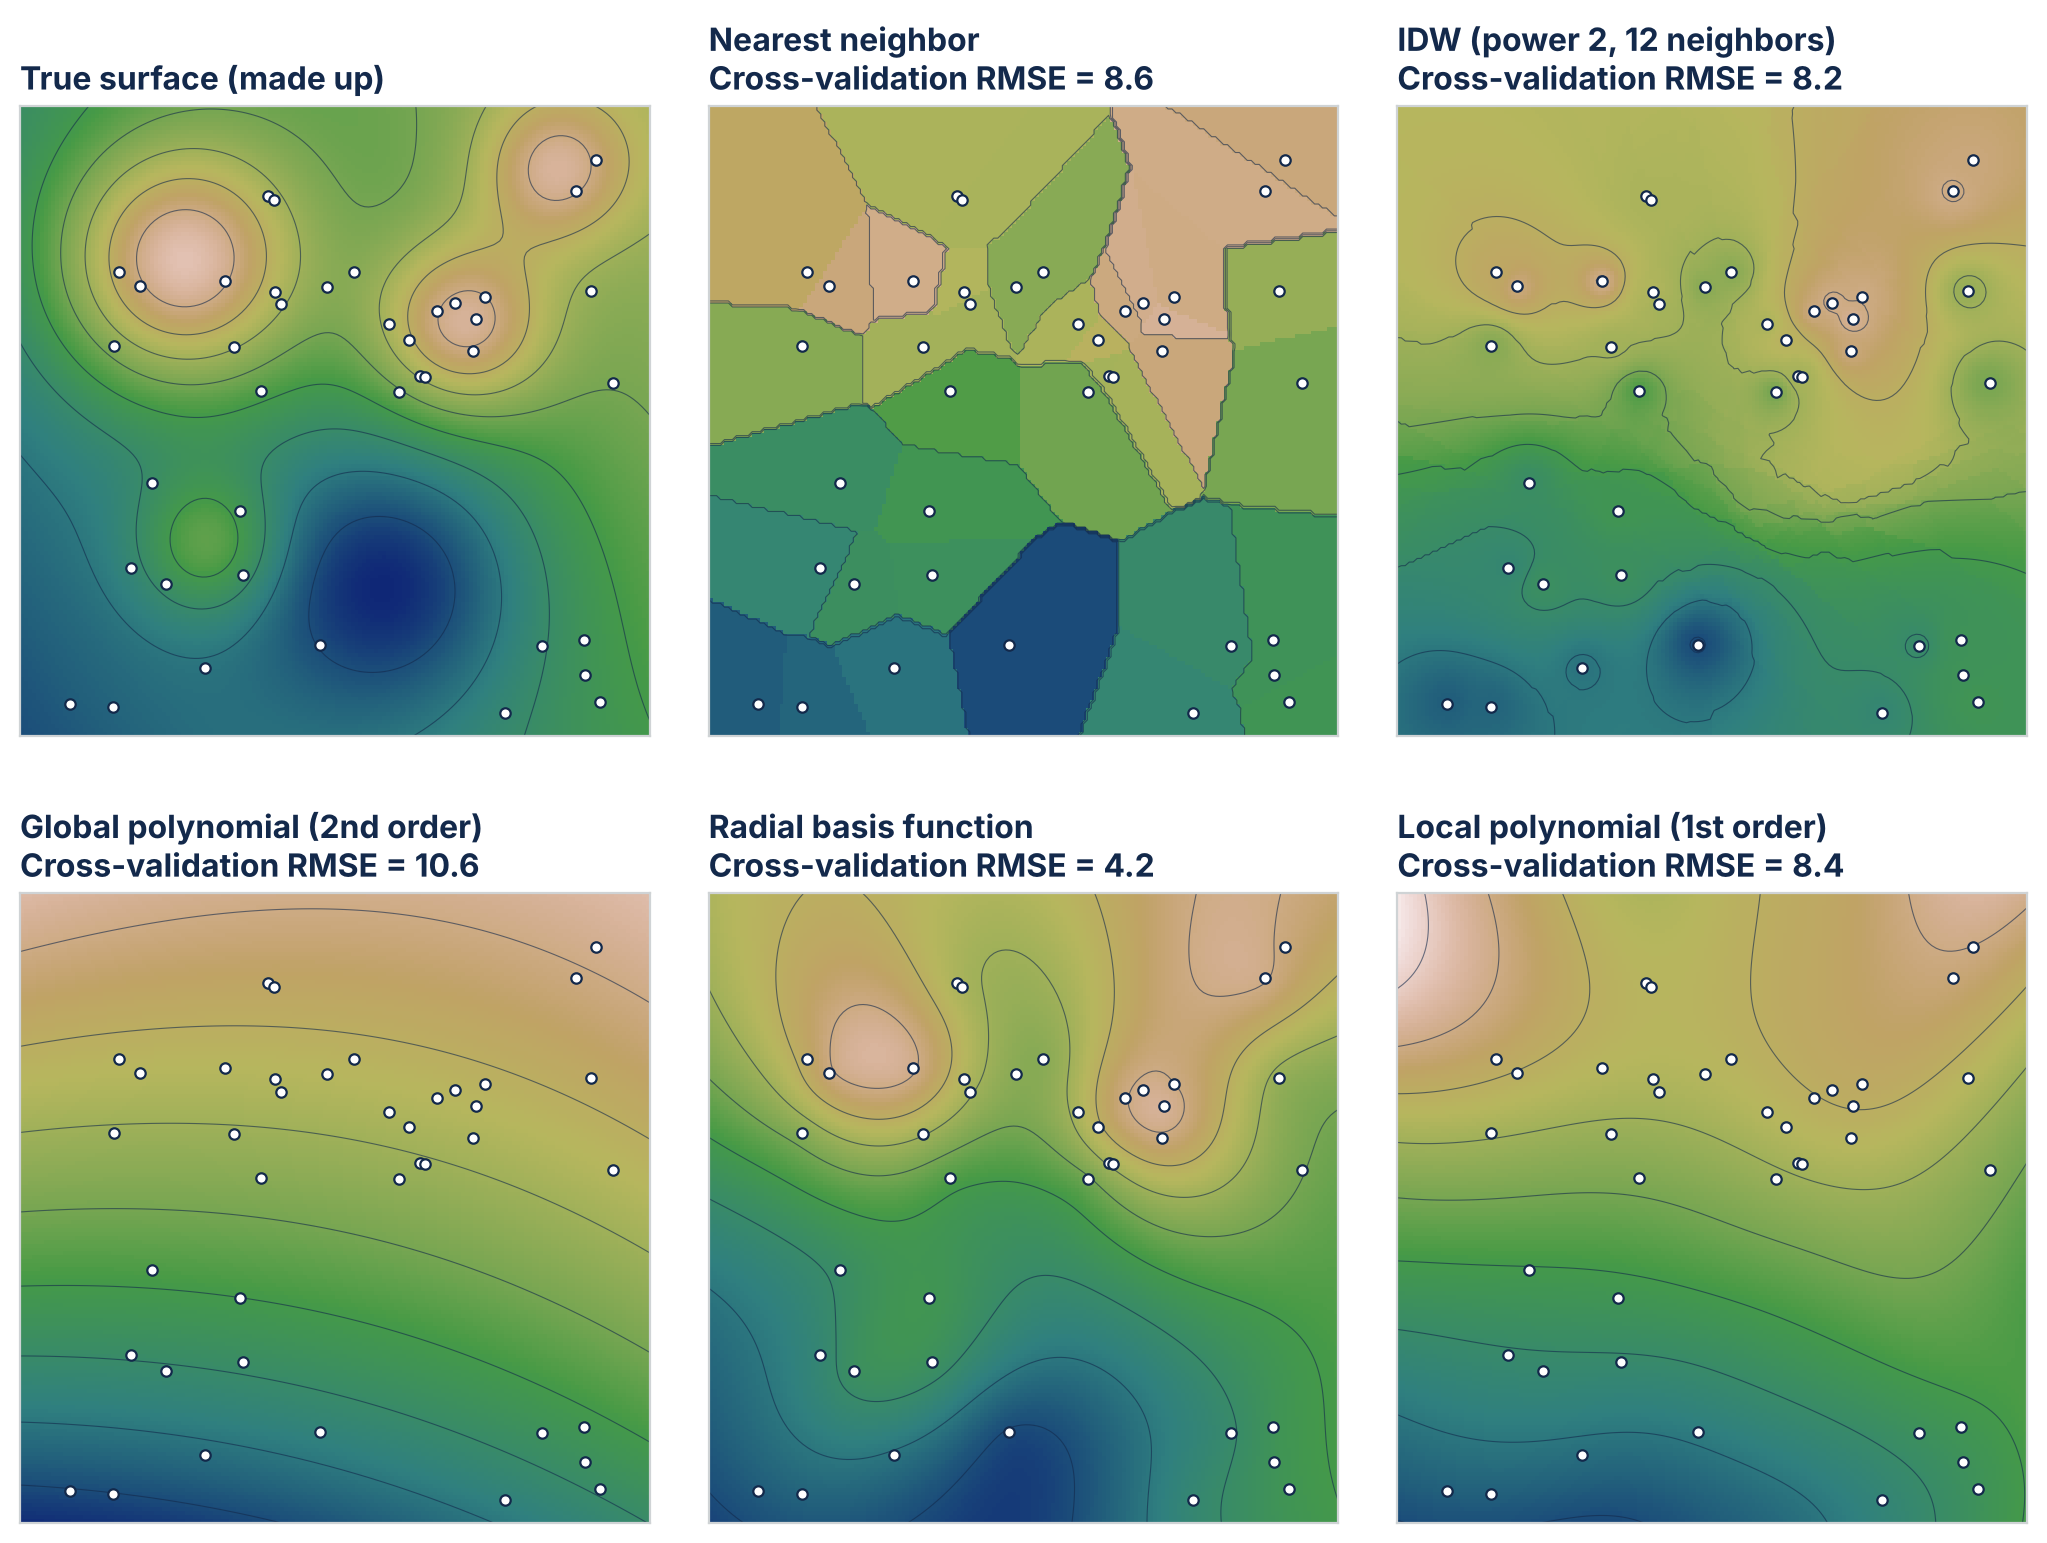 True surface (made up)
Nearest neighbor
Cross-validation RMSE = 8.6
IDW (power 2, 12 neighbors)
Cross-validation RMSE = 8.2
Global polynomial (2nd order)
Cross-validation RMSE = 10.6
Radial basis function
Cross-validation RMSE = 4.2
Local polynomial (1st order)
Cross-validation RMSE = 8.4